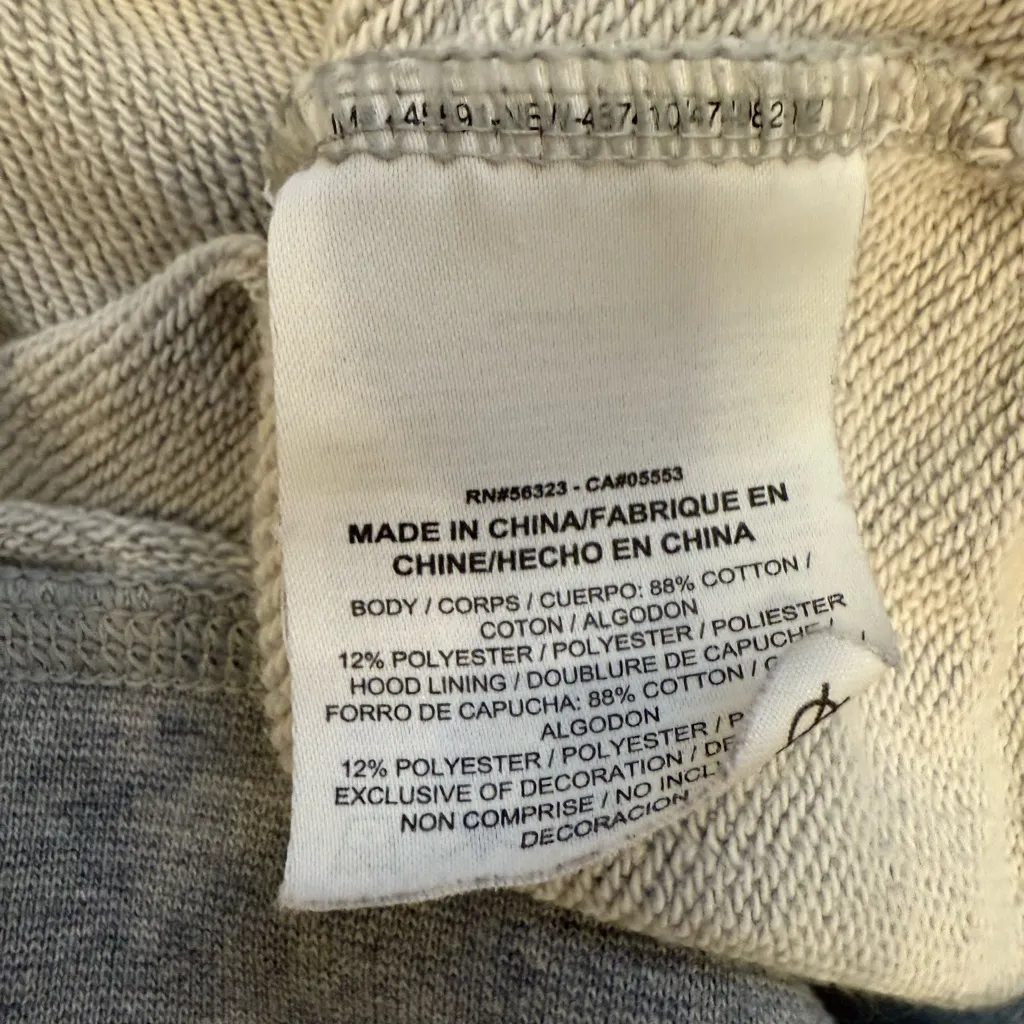 RN#56323 - CA#05553
MADE IN CHINA/FABRIQUE EN
CHINE/HECHO EN CHINA
BODY / CORPS / CUERPO: 88% COTTON /
COTON / ALGODON
12% POLYESTER / POLYESTER / POLIESTER
HOOD LINING / DOUBLURE DE CAPUCHE /
FORRO DE CAPUCHA: 88% COTTON /
ALGODON
12% POLYESTER / POLYESTER /
EXCLUSIVE OF DECORATION /
NON COMPRISE / NO
DECORACION